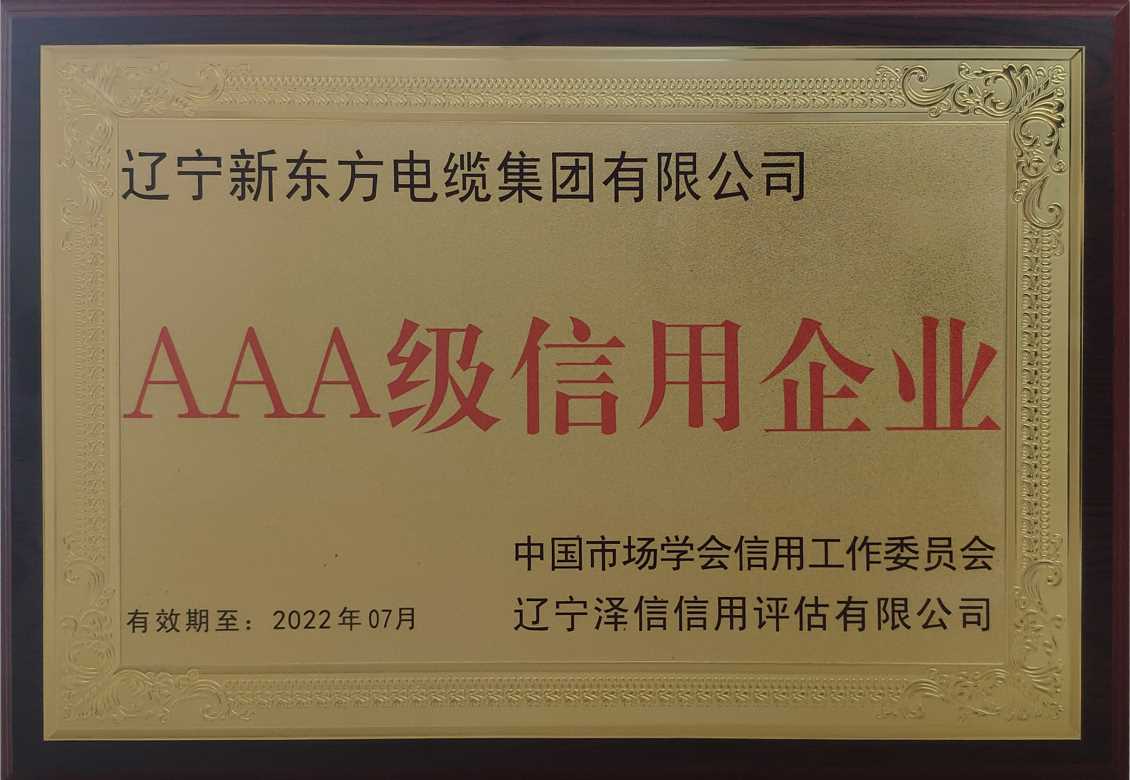 辽宁新东方电缆集团有限公司
AAA级信用企业
中国市场学会信用工作委员会
有效期至：2022年07月
辽宁泽信信用评估有限公司